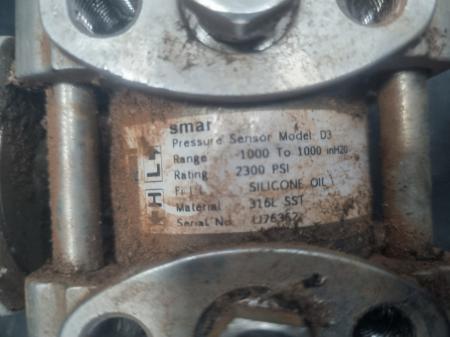 smar
Pressure Sensor Model: D3
Range -1000 To 1000 inH2O
Rating 2300 PSI
Fill SILICONE OIL
Material 316L SST
Serial No.
H L